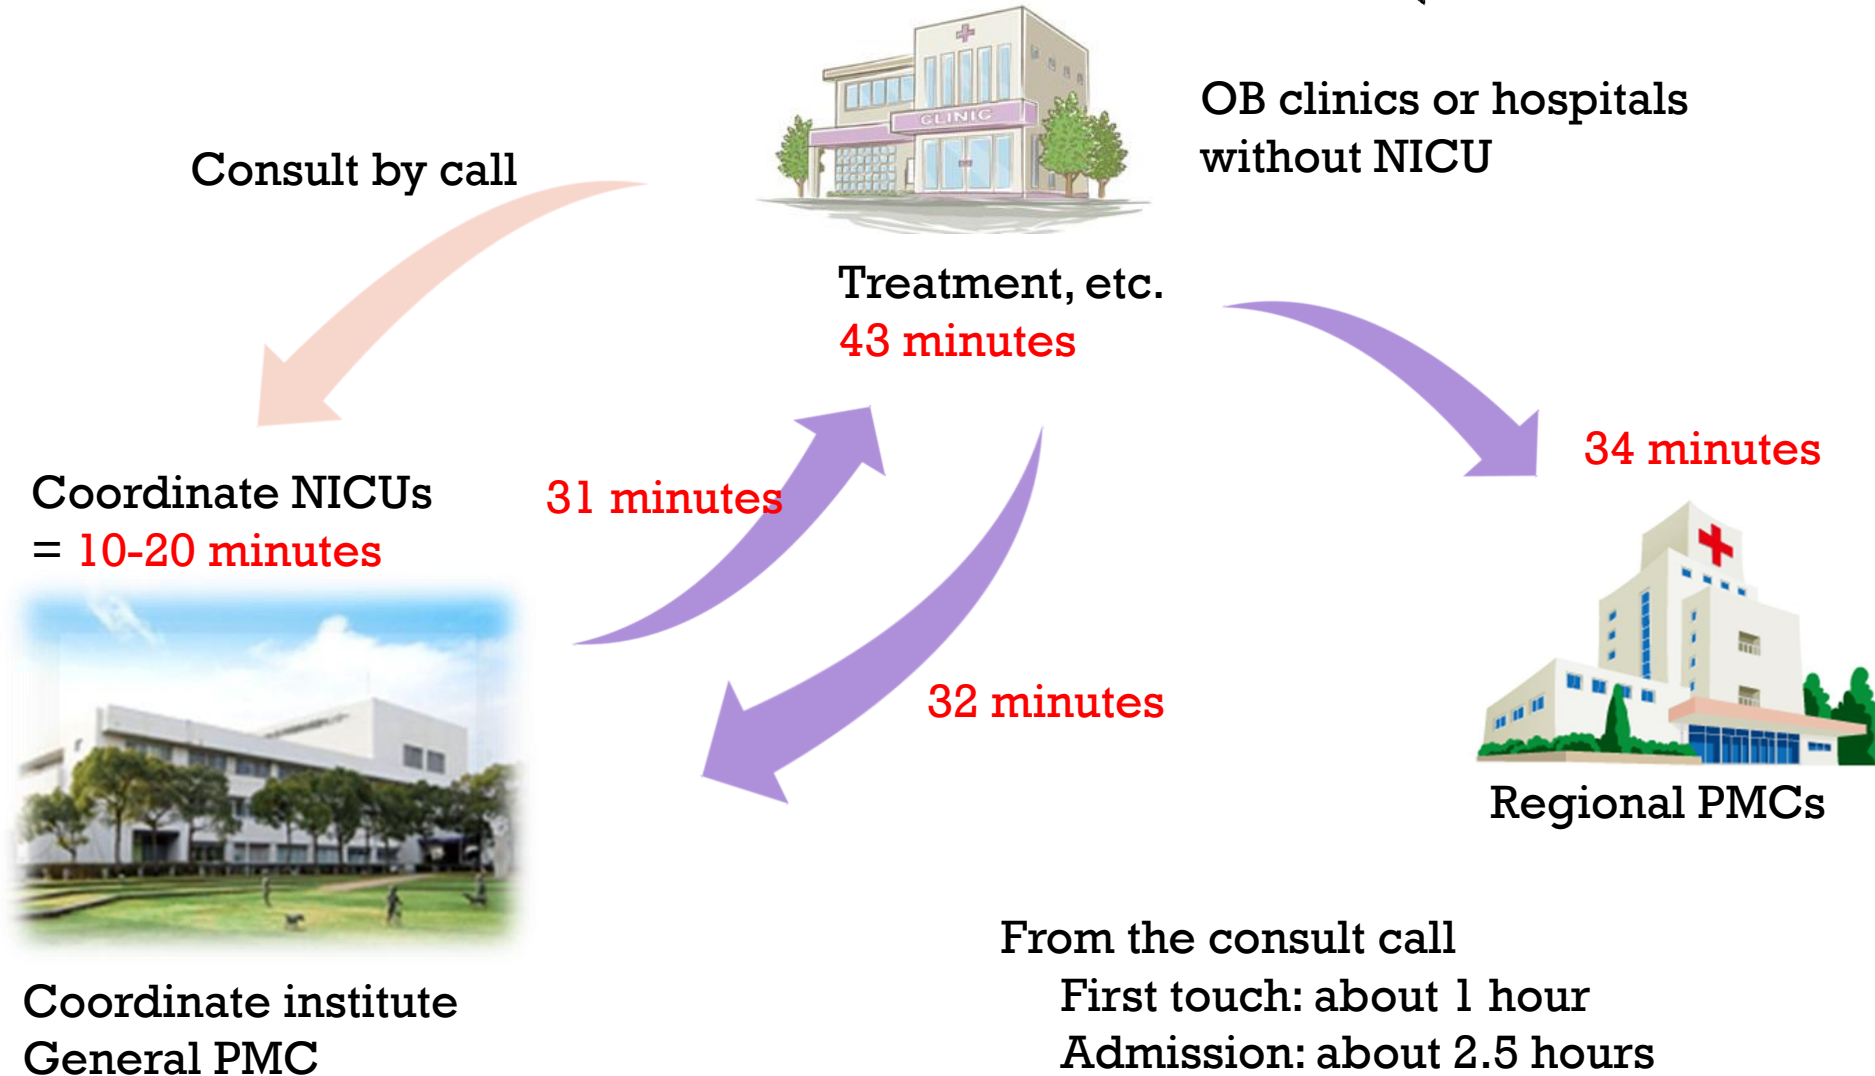 CLINIC
OB clinics or hospitals
without NICU
Consult by call
Treatment, etc.
43 minutes
34 minutes
Coordinate NICUs
= 10-20 minutes
31 minutes
32 minutes
Regional PMCs
Coordinate institute
General PMC
From the consult call
First touch: about 1 hour
Admission: about 2.5 hours